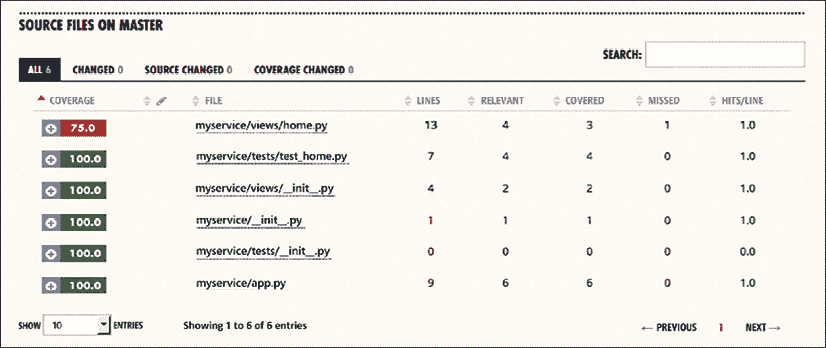 SOURCE FILES ON MASTER
SEARCH:
ALL 6 CHANGED 0 SOURCE CHANGED 0 COVERAGE CHANGED 0
COVERAGE FILE LINES RELEVANT COVERED MISSED HITS/LINE
75.0 myservice/views/home.py 13 4 3 1 1.0
100.0 myservice/tests/test_home.py 7 4 4 0 1.0
100.0 myservice/views/__init__.py 4 2 2 0 1.0
100.0 myservice/__init__.py 1 1 1 0 1.0
100.0 myservice/tests/__init__.py 0 0 0 0 0.0
100.0 myservice/app.py 9 6 6 0 1.0
SHOW 10 ENTRIES Showing 1 to 6 of 6 entries ← PREVIOUS 1 NEXT →